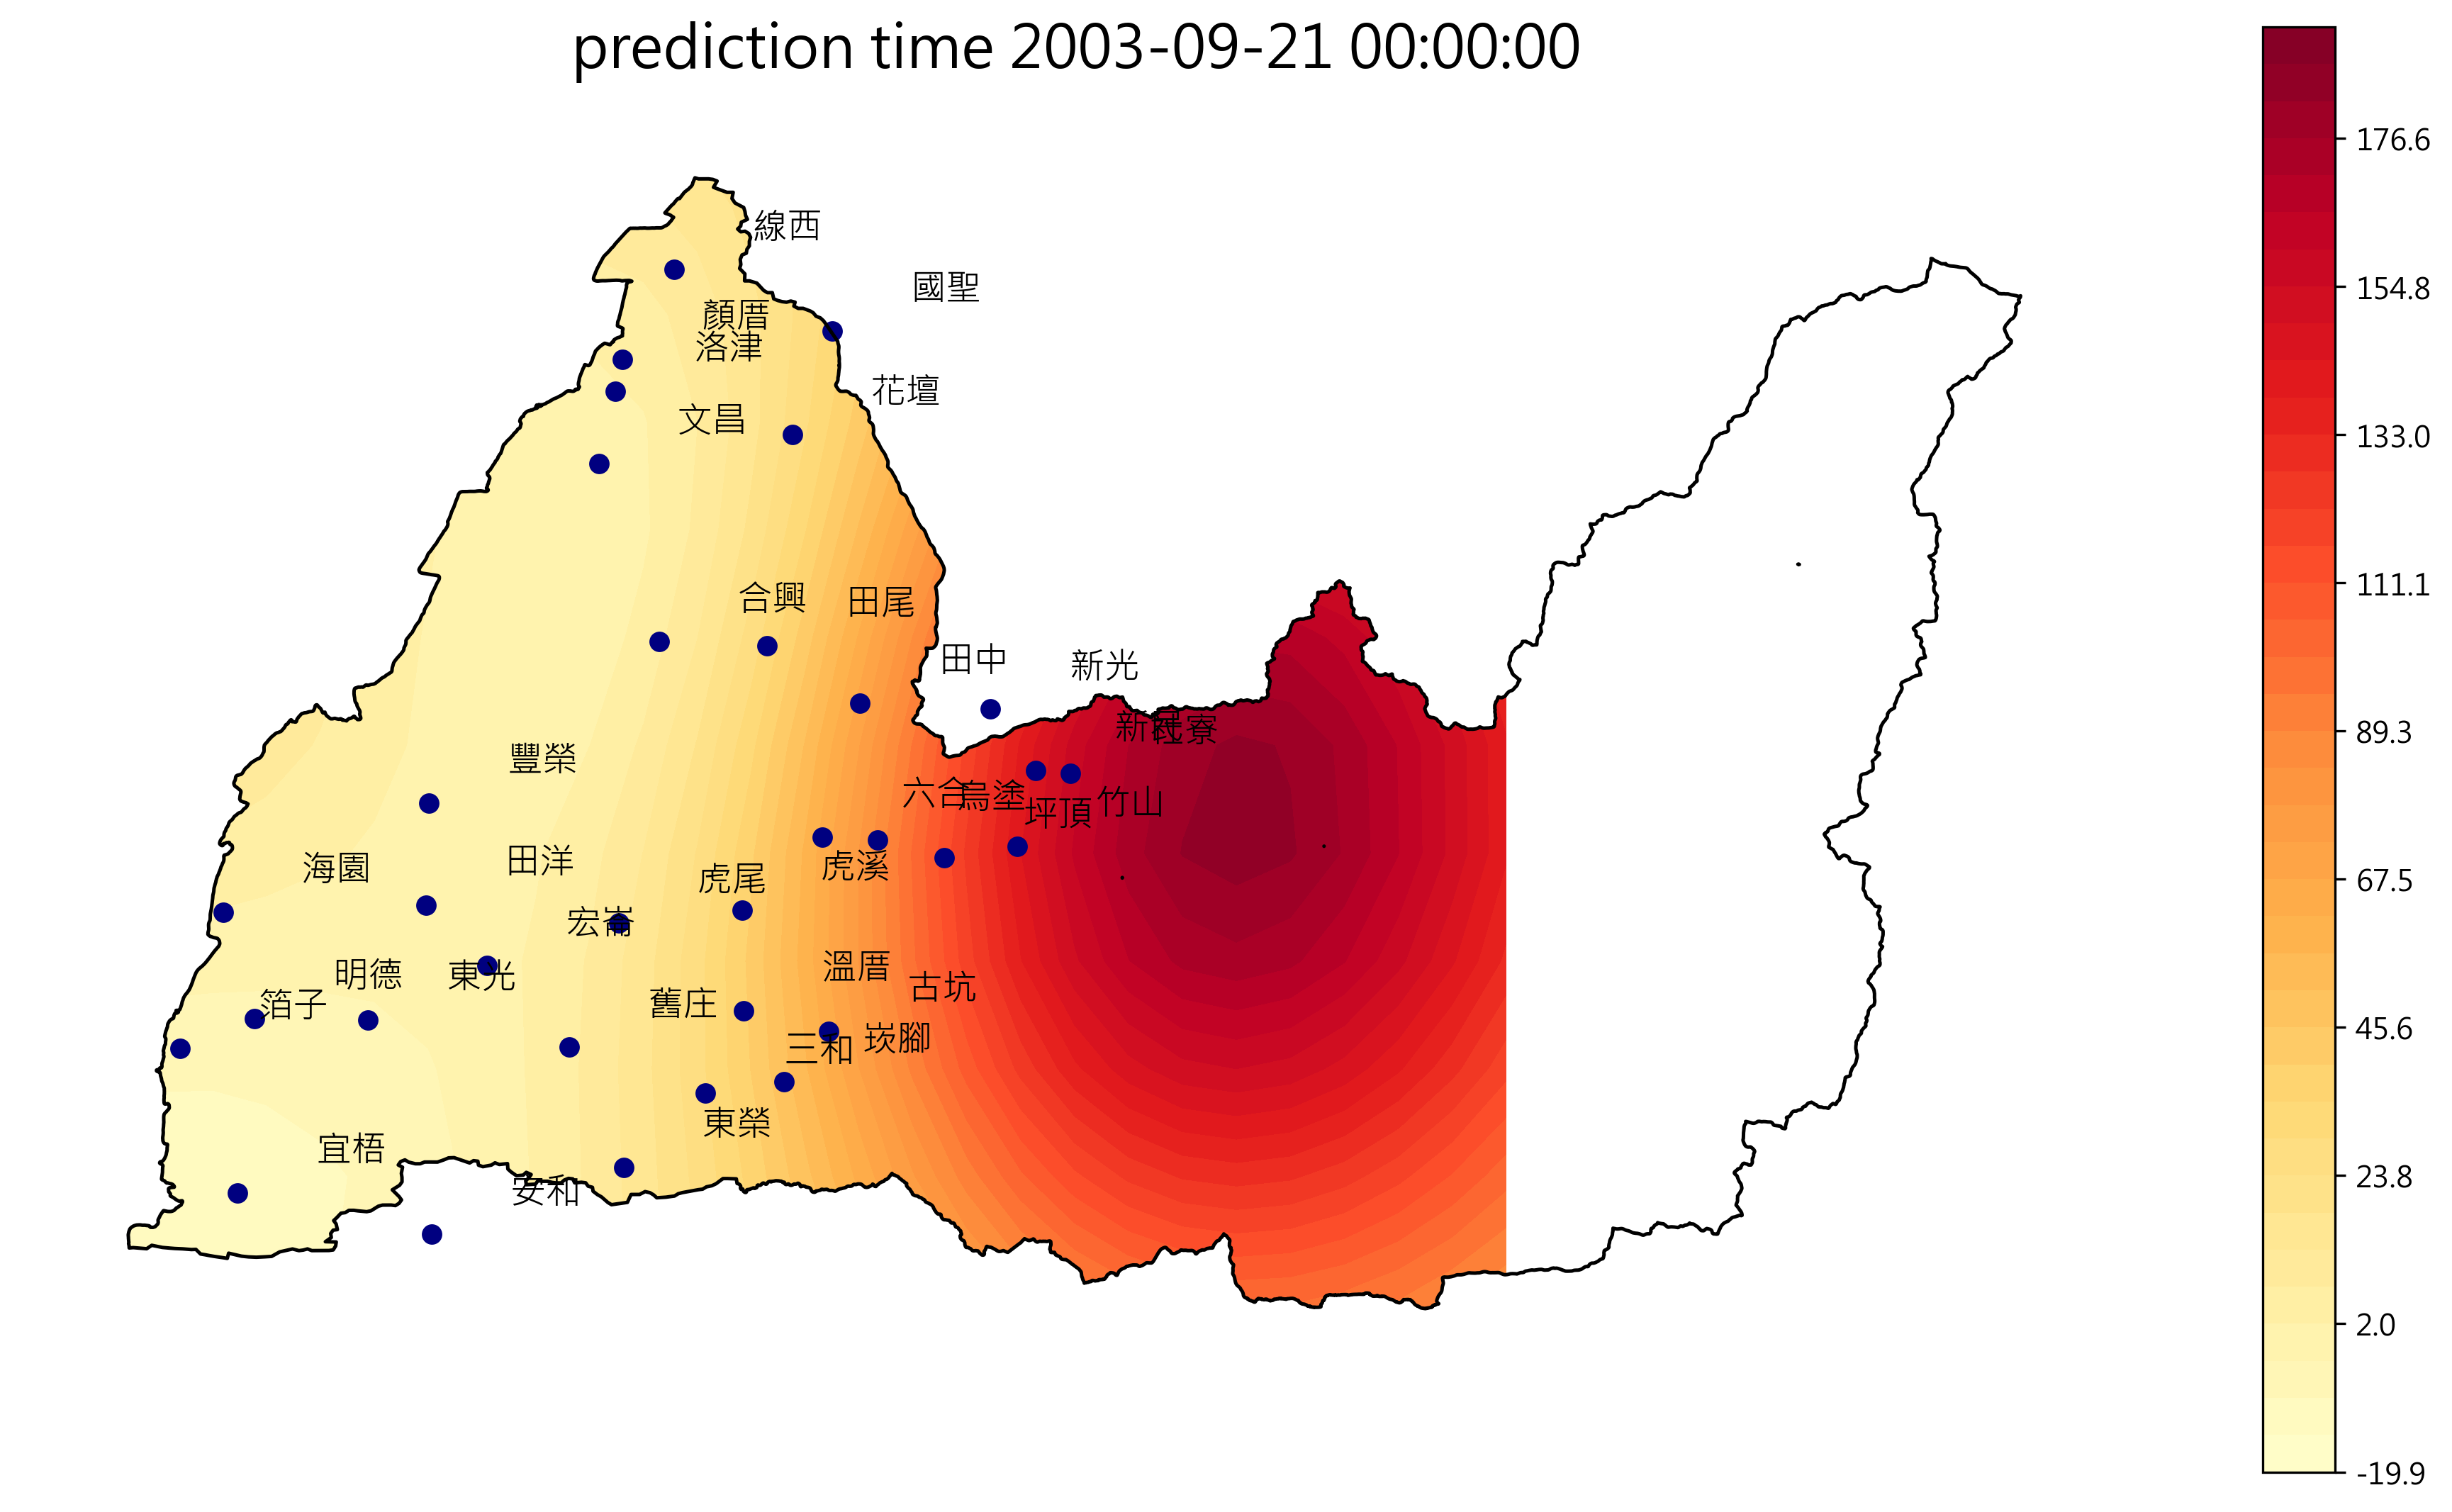 prediction time 2003-09-21 00:00:00
線西
國聖
顏厝
洛津
花壇
文昌
合興
田尾
田中
新光
新民
社寮
豐榮
六合
烏塗
坪頂
竹山
海園
田洋
虎尾
虎溪
宏崙
明德
東光
溫厝
古坑
箔子
舊庄
三和
崁腳
東榮
宜梧
安和
176.6
154.8
133.0
111.1
89.3
67.5
45.6
23.8
2.0
-19.9